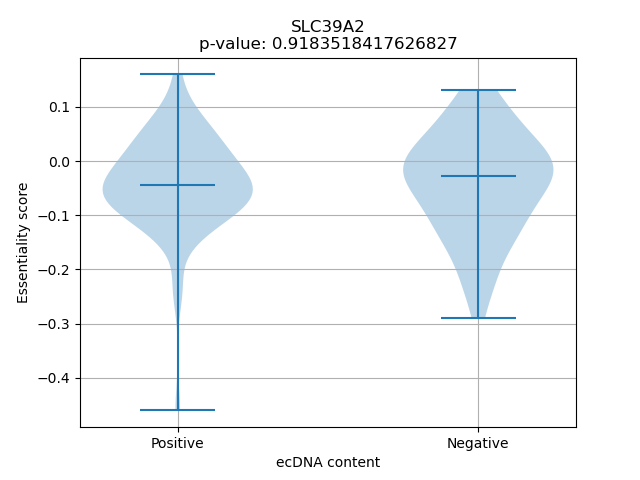 SLC39A2
p-value: 0.9183518417626827
Essentiality score
0.1
0.0
−0.1
−0.2
−0.3
−0.4
Positive
Negative
ecDNA content